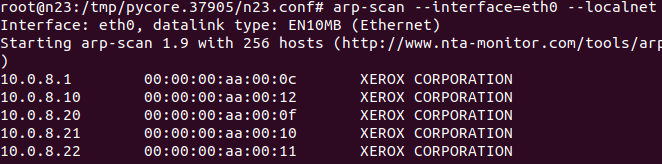 root@n23:/tmp/pycore.37905/n23.conf# arp-scan --interface=eth0 --localnet
Interface: eth0, datalink type: EN10MB (Ethernet)
Starting arp-scan 1.9 with 256 hosts (http://www.nta-monitor.com/tools/arp
)
10.0.8.1 00:00:00:aa:00:0c XEROX CORPORATION
10.0.8.10 00:00:00:aa:00:12 XEROX CORPORATION
10.0.8.20 00:00:00:aa:00:0f XEROX CORPORATION
10.0.8.21 00:00:00:aa:00:10 XEROX CORPORATION
10.0.8.22 00:00:00:aa:00:11 XEROX CORPORATION